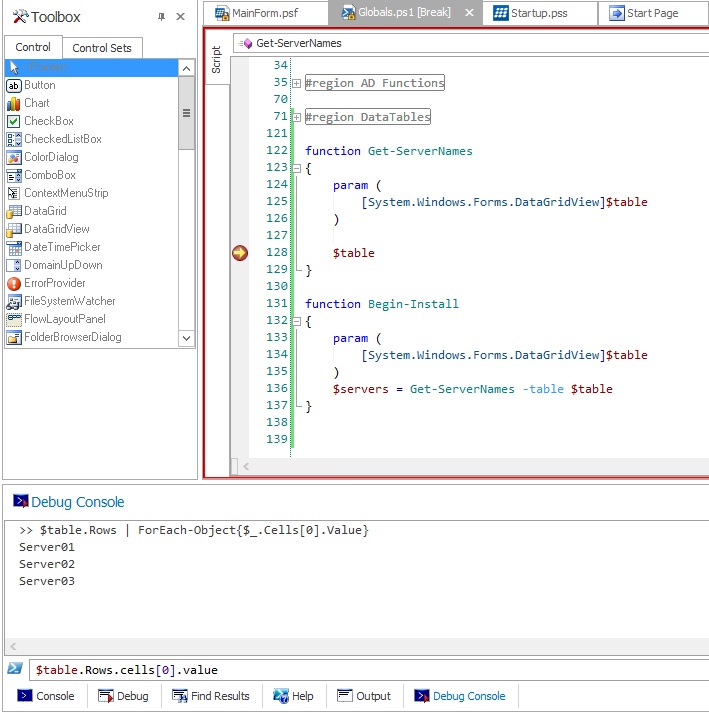 Toolbox
Control
Control Sets
Button
Chart
CheckBox
CheckedListBox
ColorDialog
ComboBox
ContextMenuStrip
DataGrid
DataGridView
DateTimePicker
DomainUpDown
ErrorProvider
FileSystemWatcher
FlowLayoutPanel
FolderBrowserDialog
MainForm.psf
Globals.ps1 [Break]
Startup.pss
Start Page
Script
Get-ServerNames
34
35 #region AD Functions
70
71 #region DataTables
121
122 function Get-ServerNames
123 {
124 param (
125 [System.Windows.Forms.DataGridView]$table
126 )
127
128 $table
129 }
130
131 function Begin-Install
132 {
133 param (
134 [System.Windows.Forms.DataGridView]$table
135 )
136 $servers = Get-ServerNames -table $table
137 }
138
139
Debug Console
>> $table.Rows | ForEach-Object{$_.Cells[0].Value}
Server01
Server02
Server03
$table.Rows.cells[0].value
Console
Debug
Find Results
Help
Output
Debug Console